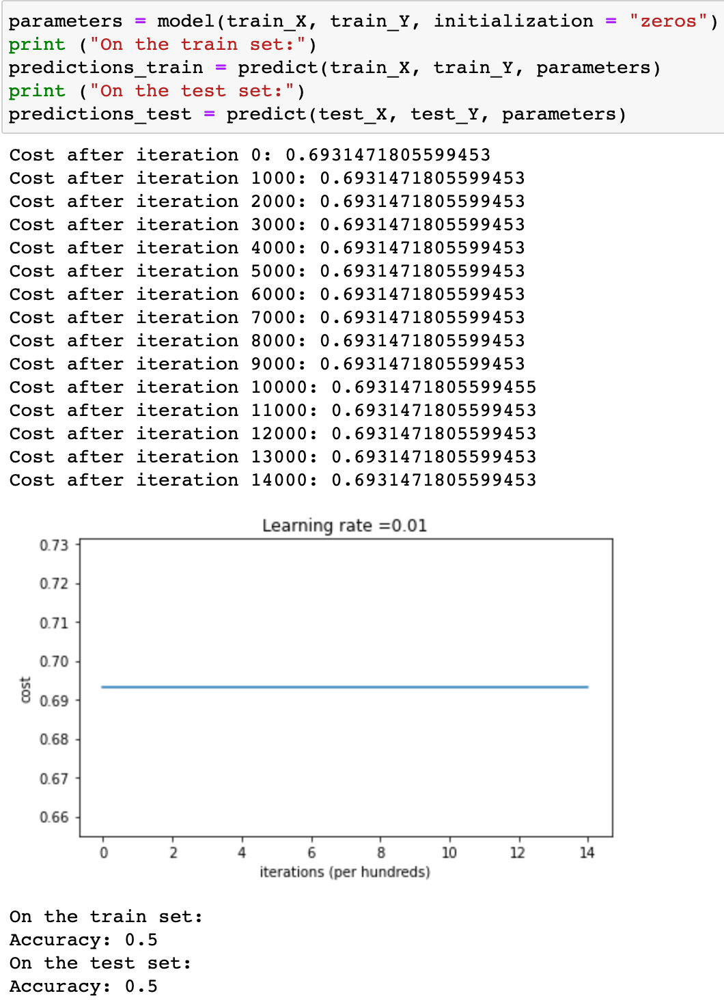 parameters = model(train_X, train_Y, initialization = "zeros")
print ("On the train set:")
predictions_train = predict(train_X, train_Y, parameters)
print ("On the test set:")
predictions_test = predict(test_X, test_Y, parameters)
Cost after iteration 0: 0.6931471805599453
Cost after iteration 1000: 0.6931471805599453
Cost after iteration 2000: 0.6931471805599453
Cost after iteration 3000: 0.6931471805599453
Cost after iteration 4000: 0.6931471805599453
Cost after iteration 5000: 0.6931471805599453
Cost after iteration 6000: 0.6931471805599453
Cost after iteration 7000: 0.6931471805599453
Cost after iteration 8000: 0.6931471805599453
Cost after iteration 9000: 0.6931471805599453
Cost after iteration 10000: 0.6931471805599455
Cost after iteration 11000: 0.6931471805599453
Cost after iteration 12000: 0.6931471805599453
Cost after iteration 13000: 0.6931471805599453
Cost after iteration 14000: 0.6931471805599453
Learning rate =0.01
0.73
0.72
0.71
0.70
0.69
0.68
0.67
0.66
cost
0 2 4 6 8 10 12 14
iterations (per hundreds)
On the train set:
Accuracy: 0.5
On the test set:
Accuracy: 0.5